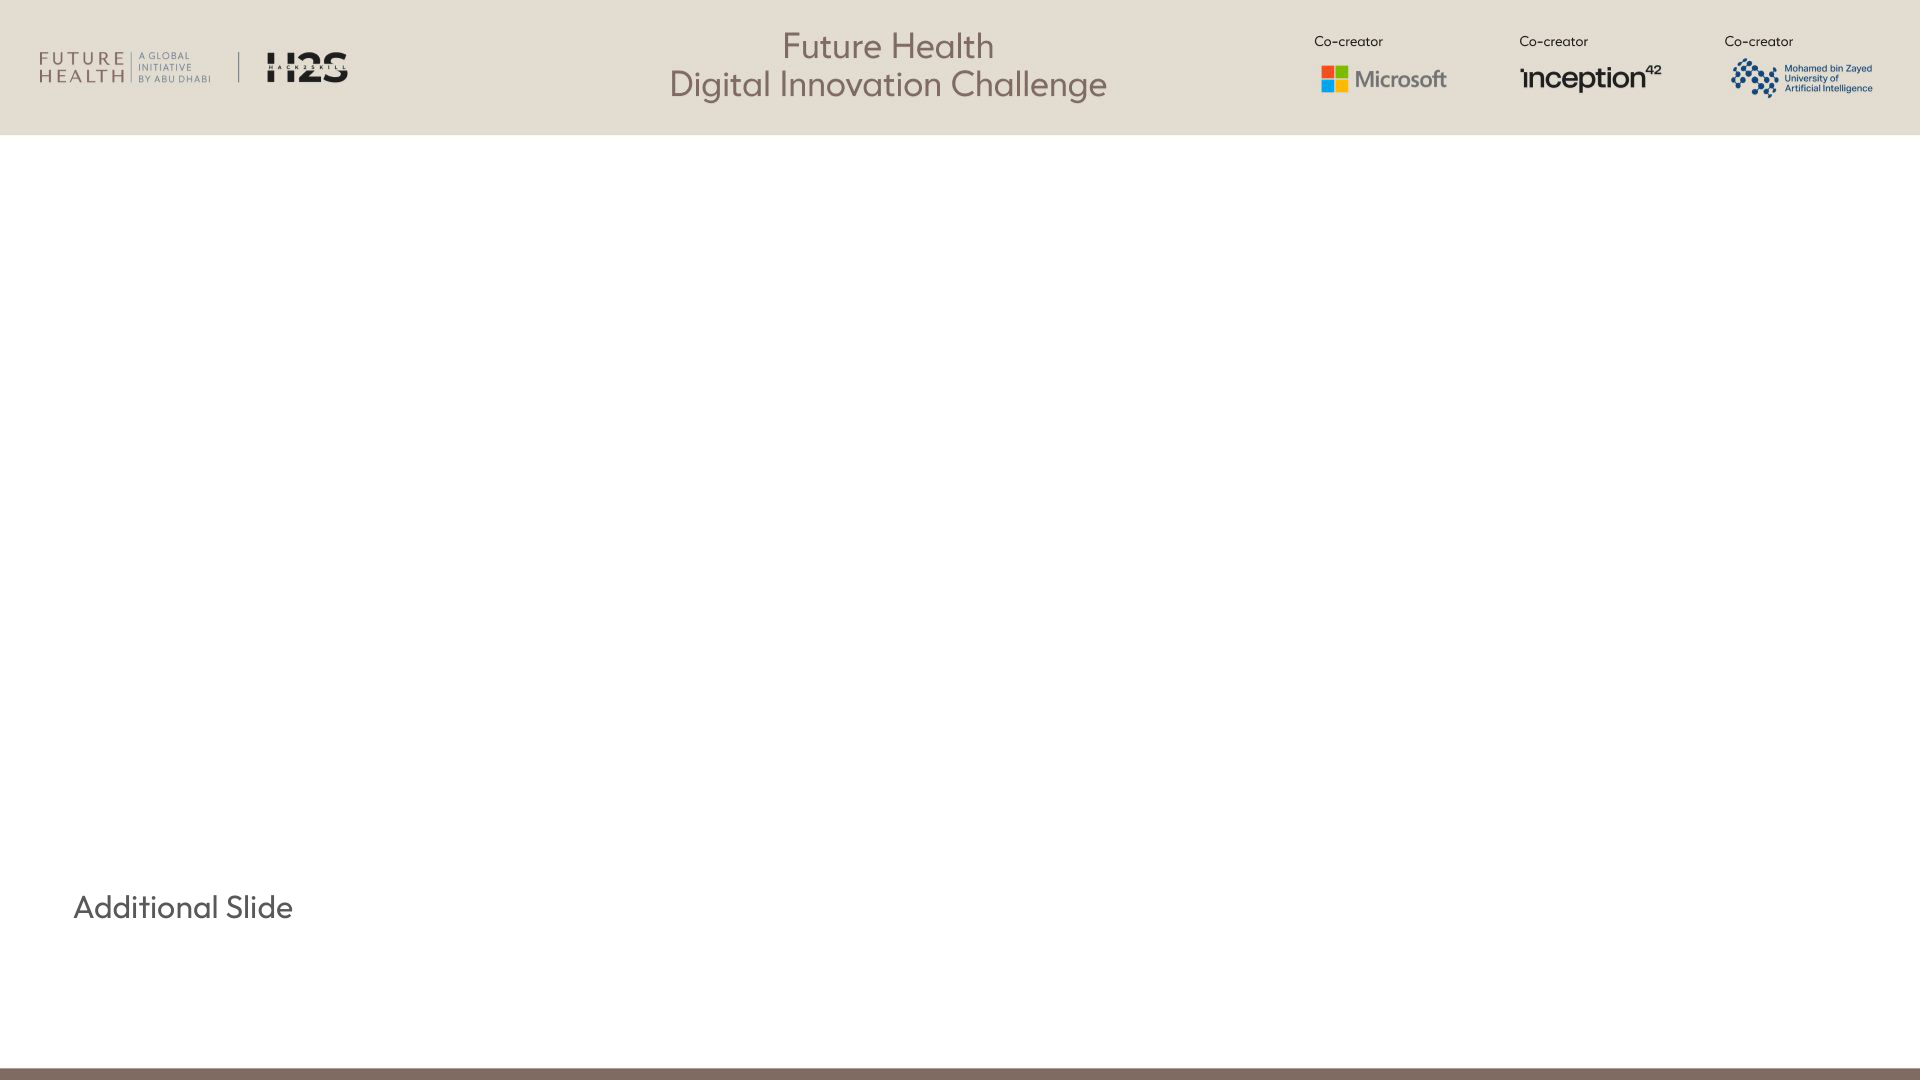 FUTURE
HEALTH
A GLOBAL
INITIATIVE
BY ABU DHABI
H2S
HACK2SKILL
Future Health
Digital Innovation Challenge
Co-creator
Microsoft
Co-creator
inception42
Co-creator
Mohamed bin Zayed
University of
Artificial Intelligence
Additional Slide